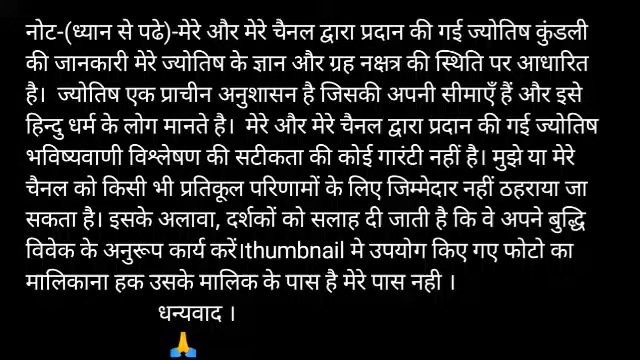 नोट-(ध्यान से पढे)-मेरे और मेरे चैनल द्वारा प्रदान की गई ज्योतिष कुंडली
की जानकारी मेरे ज्योतिष के ज्ञान और ग्रह नक्षत्र की स्थिति पर आधारित
है।  ज्योतिष एक प्राचीन अनुशासन है जिसकी अपनी सीमाएँ हैं और इसे
हिन्दु धर्म के लोग मानते है।  मेरे और मेरे चैनल द्वारा प्रदान की गई ज्योतिष
भविष्यवाणी विश्लेषण की सटीकता की कोई गारंटी नहीं है। मुझे या मेरे
चैनल को किसी भी प्रतिकूल परिणामों के लिए जिम्मेदार नहीं ठहराया जा
सकता है। इसके अलावा, दर्शकों को सलाह दी जाती है कि वे अपने बुद्धि
विवेक के अनुरूप कार्य करें।thumbnail मे उपयोग किए गए फोटो का
मालिकाना हक उसके मालिक के पास है मेरे पास नही ।
धन्यवाद ।
🙏